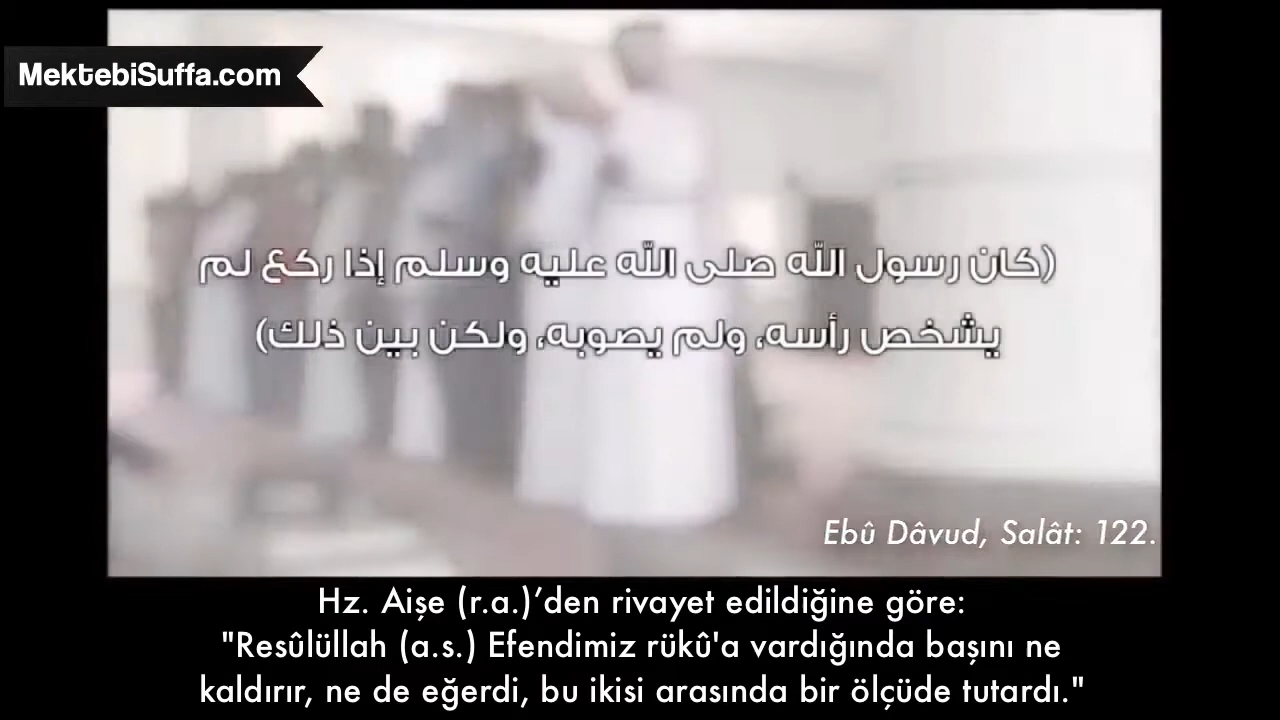 MektebiSuffa.com
(كان رسول الله صلى الله عليه وسلم إذا ركع لم
يشخص رأسه، ولم يصوبه، ولكن بين ذلك)
Ebû Dâvud, Salât: 122.
Hz. Aişe (r.a.)’den rivayet edildiğine göre:
"Resûlüllah (a.s.) Efendimiz rükû'a vardığında başını ne
kaldırır, ne de eğerdi, bu ikisi arasında bir ölçüde tutardı."